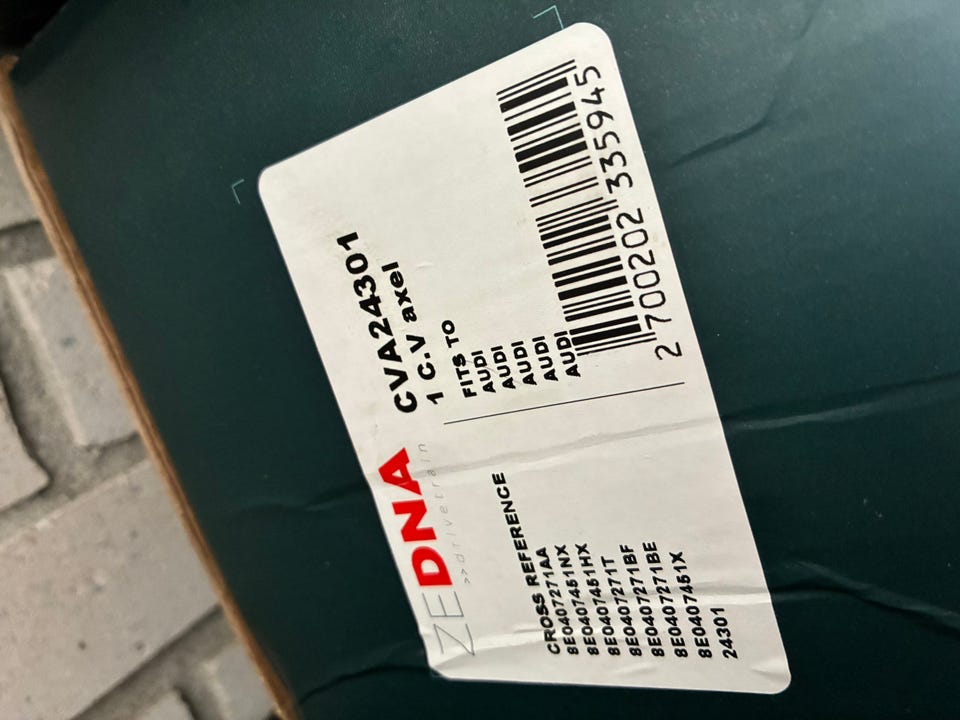 ZEDNA
>>drivetrain
CVA24301
1 C.V axel
CROSS REFERENCE
8E0407271AA
8E0407451NX
8E0407451HX
8E0407271T
8E0407271BF
8E0407271BE
8E0407451X
24301
FITS TO
AUDI
AUDI
AUDI
AUDI
AUDI
2 700202 335945